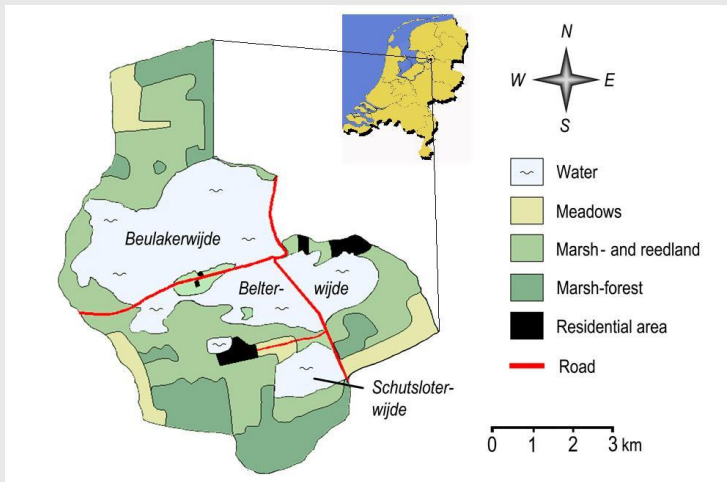 N
W E
S
Water
Meadows
Marsh- and reedland
Marsh-forest
Residential area
Road
Beulakerwijde
Belter- wijde
Schutsloter-
wijde
0 1 2 3 km